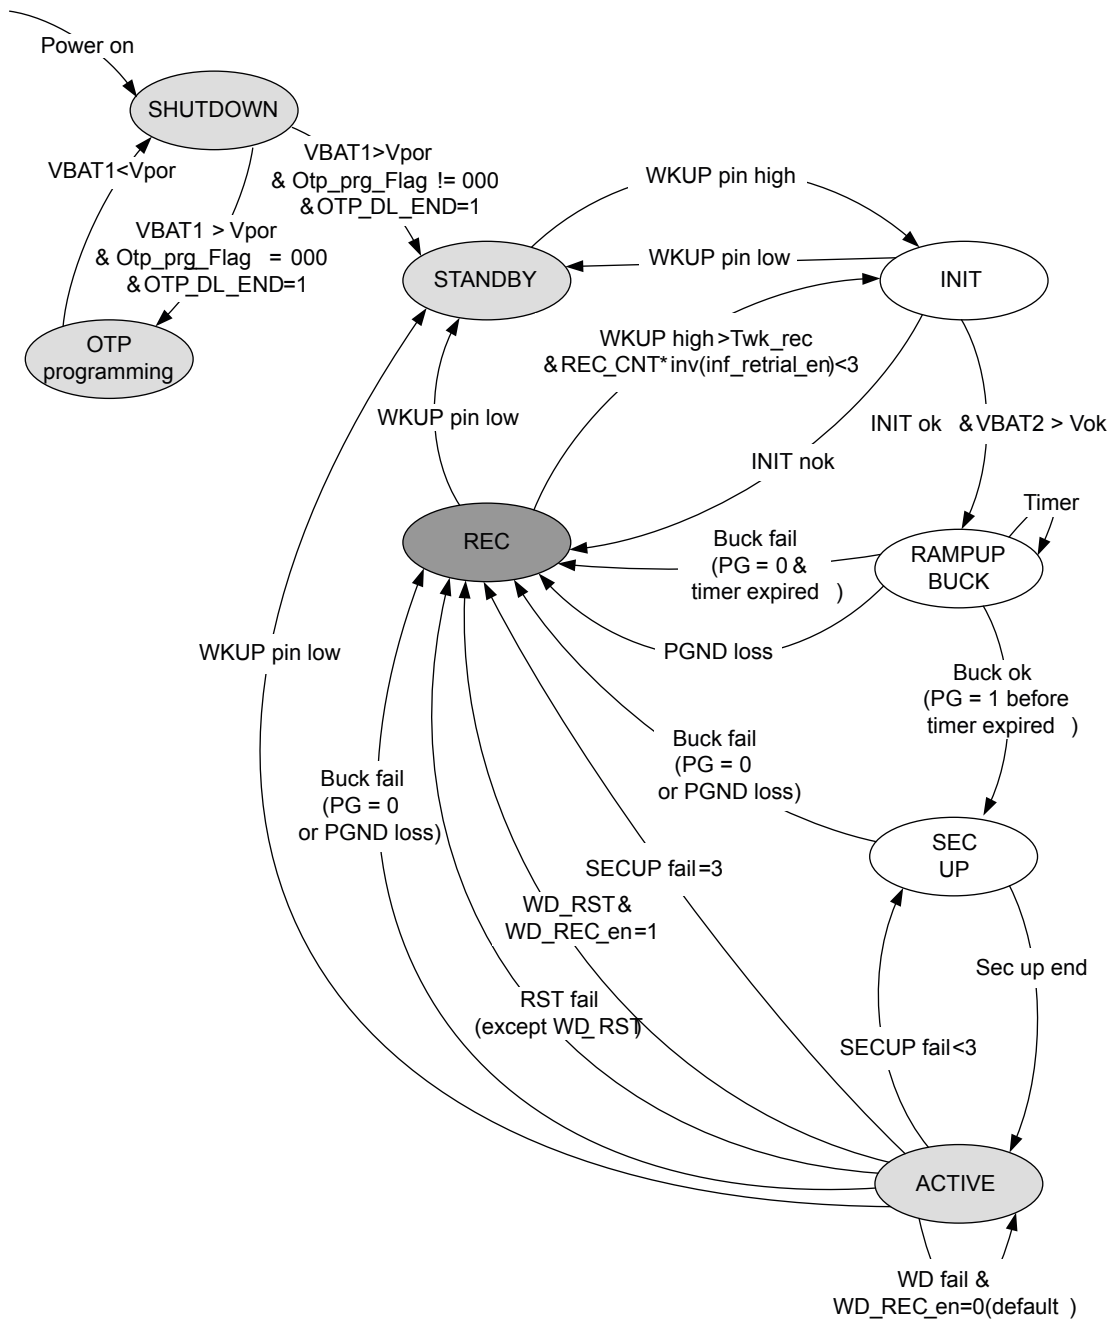 Power on
SHUTDOWN
VBAT1<Vpor
VBAT1>Vpor
& Otp_prg_Flag != 000
&OTP_DL_END=1
VBAT1 > Vpor
& Otp_prg_Flag = 000
&OTP_DL_END=1
OTP
programming
WKUP pin high
STANDBY
WKUP pin low
INIT
WKUP high>Twk_rec
&REC_CNT*inv(inf_retrial_en)<3
WKUP pin low
INIT ok &VBAT2 > Vok
INIT nok
Timer
REC
Buck fail
(PG = 0 &
timer expired )
RAMPUP
BUCK
WKUP pin low
PGND loss
Buck ok
(PG = 1 before
timer expired )
Buck fail
(PG = 0
or PGND loss)
Buck fail
(PG = 0
or PGND loss)
SEC
UP
SECUP fail=3
WD_RST&
WD_REC_en=1
Sec up end
RST fail
(except WD_RST)
SECUP fail<3
ACTIVE
WD fail &
WD_REC_en=0(default )